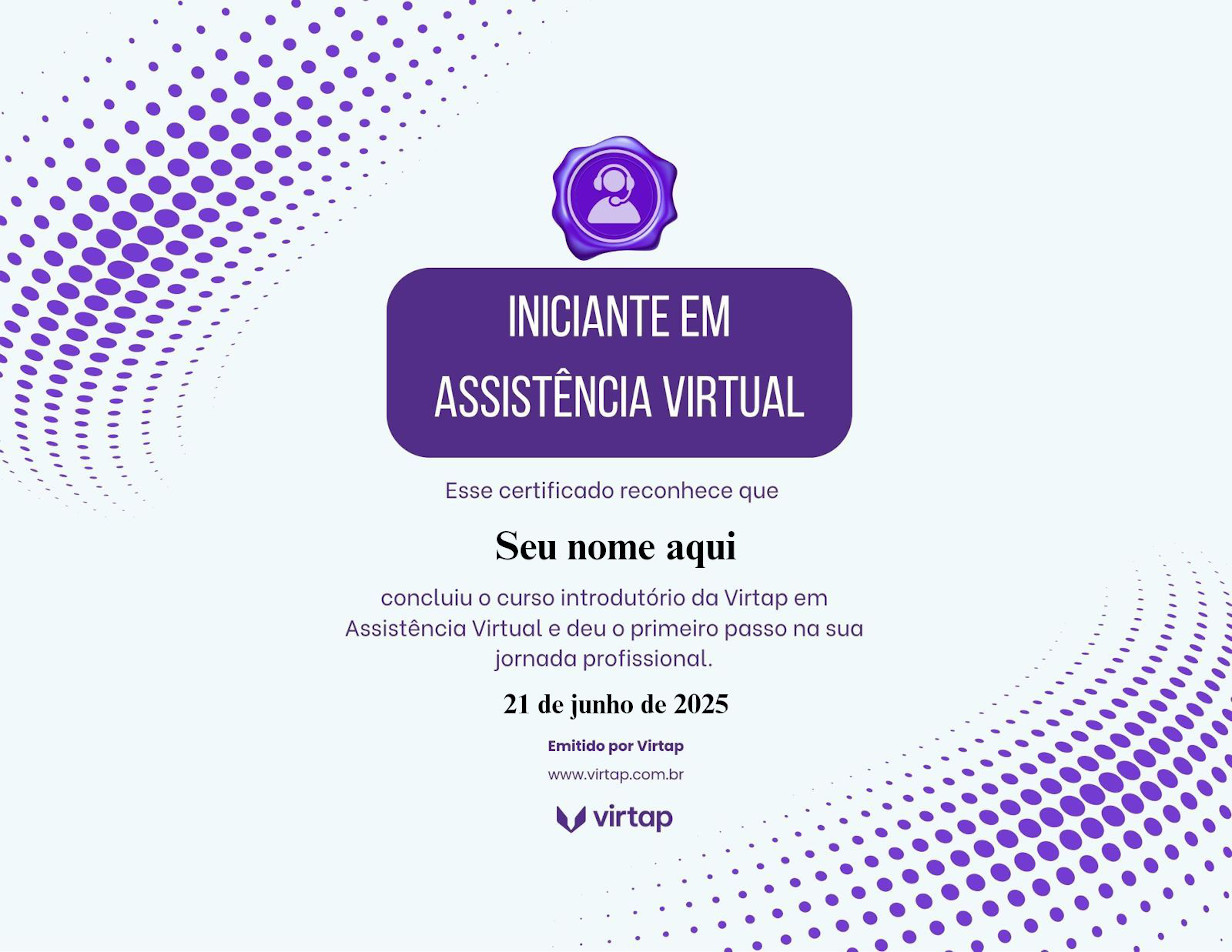 INICIANTE EM
ASSISTÊNCIA VIRTUAL
Esse certificado reconhece que
Seu nome aqui
concluiu o curso introdutório da Virtap em
Assistência Virtual e deu o primeiro passo na sua
jornada profissional.
21 de junho de 2025
Emitido por Virtap
www.virtap.com.br
virtap